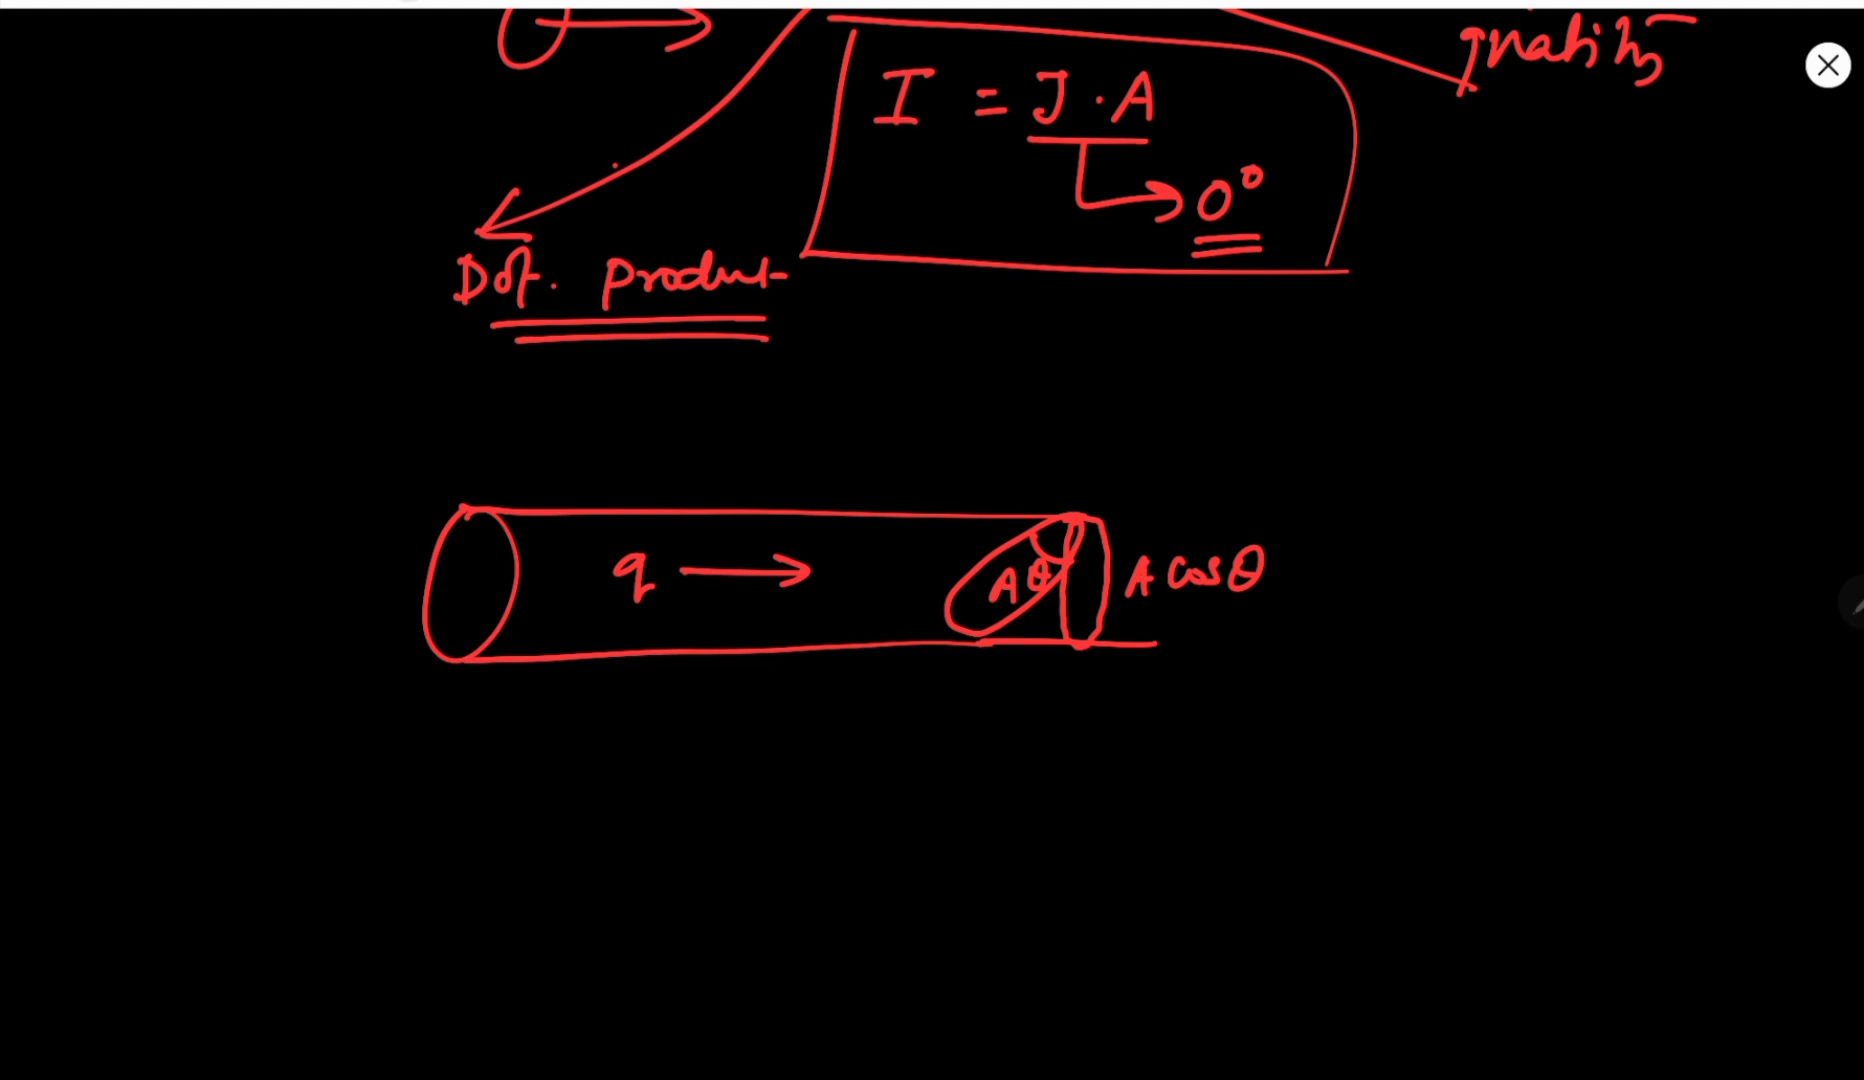 I = J · A
0°
Dot. product
q → A θ A cos θ